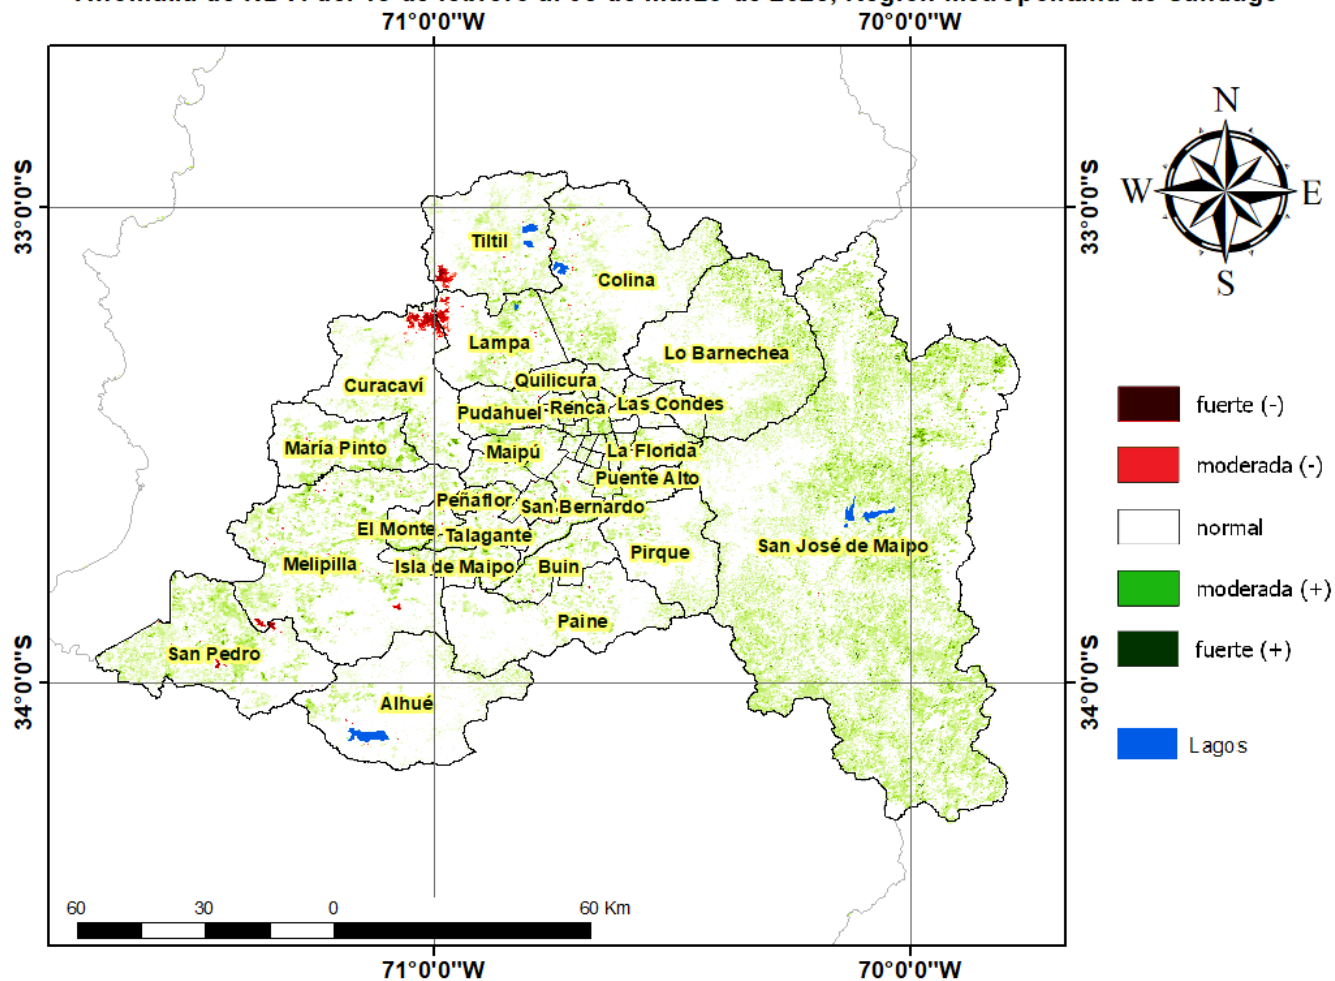 71°0'0"W 70°0'0"W
N
W E
S
33°0'0"S 33°0'0"S
Tiltil
Colina
Lampa
Lo Barnechea
Quilicura
Curacaví
Pudahuel Renca Las Condes
María Pinto
Maipú
La Florida
Puente Alto
Peñaflor
San Bernardo
El Monte
Talagante
San José de Maipo
Pirque
Melipilla
Isla de Maipo
Buin
Paine
San Pedro
Alhué
34°0'0"S 34°0'0"S
fuerte (-)
moderada (-)
normal
moderada (+)
fuerte (+)
Lagos
60 30 0 60 Km
71°0'0"W 70°0'0"W